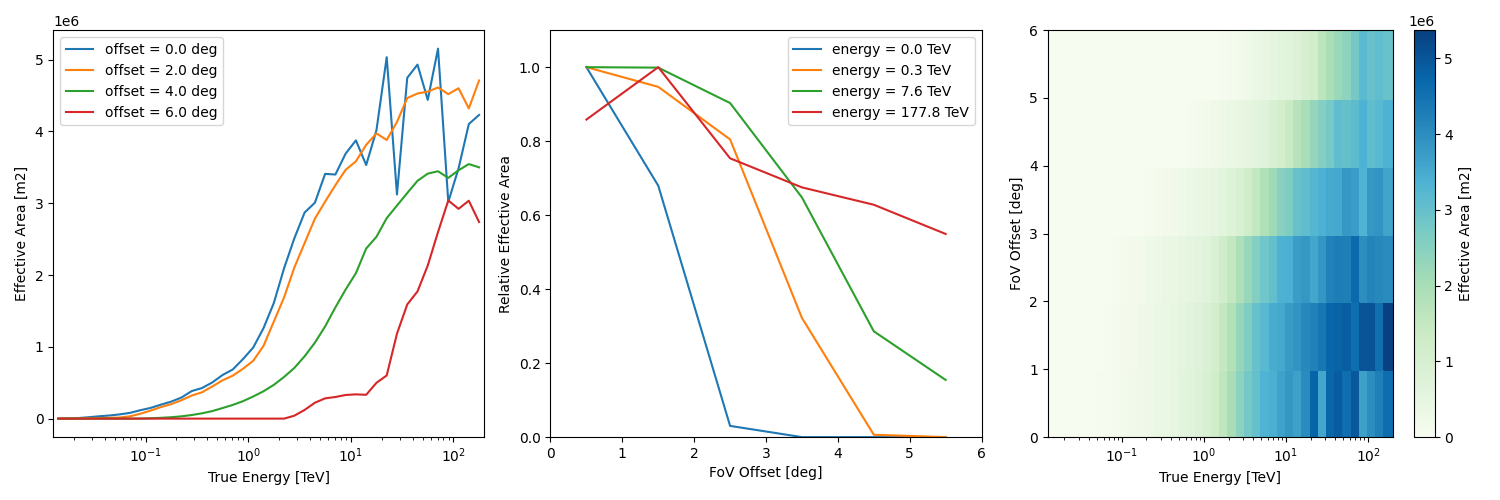 1e6
offset = 0.0 deg
offset = 2.0 deg
offset = 4.0 deg
offset = 6.0 deg
5
4
3
2
1
0
Effective Area [m2]
10⁻¹ 10⁰ 10¹ 10²
True Energy [TeV]
energy = 0.0 TeV
energy = 0.3 TeV
energy = 7.6 TeV
energy = 177.8 TeV
1.0
0.8
0.6
0.4
0.2
0.0
Relative Effective Area
0 1 2 3 4 5 6
FoV Offset [deg]
6
5
4
3
2
1
0
FoV Offset [deg]
10⁻¹ 10⁰ 10¹ 10²
True Energy [TeV]
1e6
5
4
3
2
1
0
Effective Area [m2]